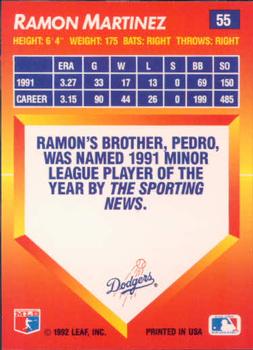 RAMON MARTINEZ 55
HEIGHT: 6'4" WEIGHT: 175 BATS: RIGHT THROWS: RIGHT
ERA G W L S BB SO
1991 3.27 33 17 13 0 69 150
CAREER 3.15 90 44 26 0 199 485
RAMON'S BROTHER, PEDRO,
WAS NAMED 1991 MINOR
LEAGUE PLAYER OF THE
YEAR BY THE SPORTING
NEWS.
Dodgers
©1992 LEAF, INC. PRINTED IN USA